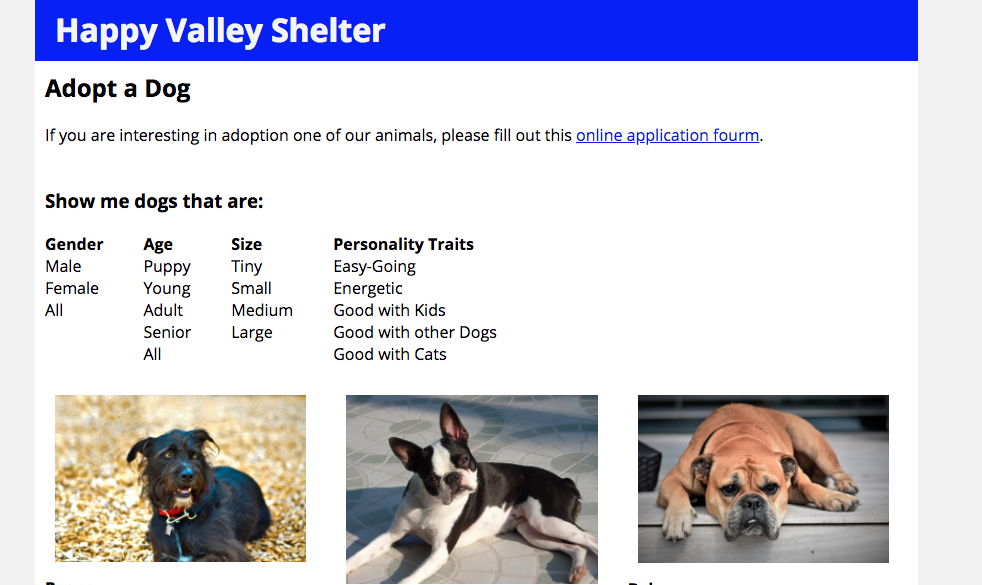 Happy Valley Shelter
Adopt a Dog
If you are interesting in adoption one of our animals, please fill out this online application fourm.
Show me dogs that are:
Gender Age Size Personality Traits
Male Puppy Tiny Easy-Going
Female Young Small Energetic
All Adult Medium Good with Kids
Senior Large Good with other Dogs
All Good with Cats